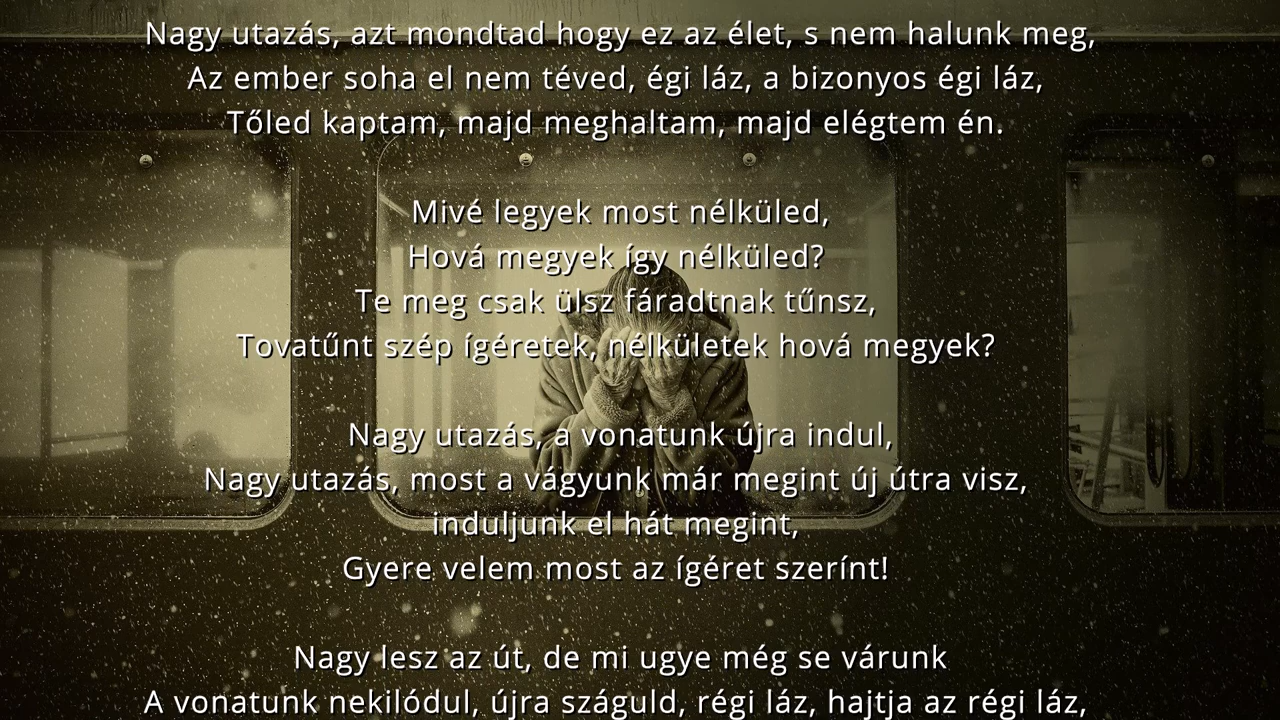 Nagy utazás, azt mondtad hogy ez az élet, s nem halunk meg,
Az ember soha el nem téved, égi láz, a bizonyos égi láz,
Tőled kaptam, majd meghaltam, majd elégtem én.
Mivé legyek most nélküled,
Hová megyek így nélküled?
Te meg csak ülsz fáradtnak tűnsz,
Tovatűnt szép ígéretek, nélkületek hová megyek?
Nagy utazás, a vonatunk újra indul,
Nagy utazás, most a vágyunk már megint új útra visz,
induljunk el hát megint,
Gyere velem most az ígéret szerínt!
Nagy lesz az út, de mi ugye még se várunk
A vonatunk nekilódul, újra száguld, régi láz, hajtja az régi láz,